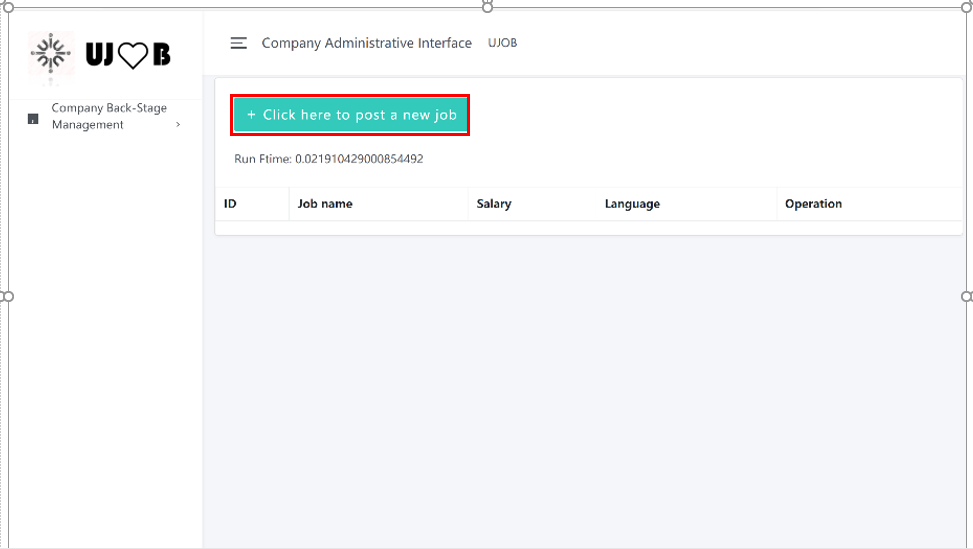 UJ♡B
Company Administrative Interface UJOB
Company Back-Stage
Management >
+ Click here to post a new job
Run Ftime: 0.021910429000854492
ID Job name Salary Language Operation